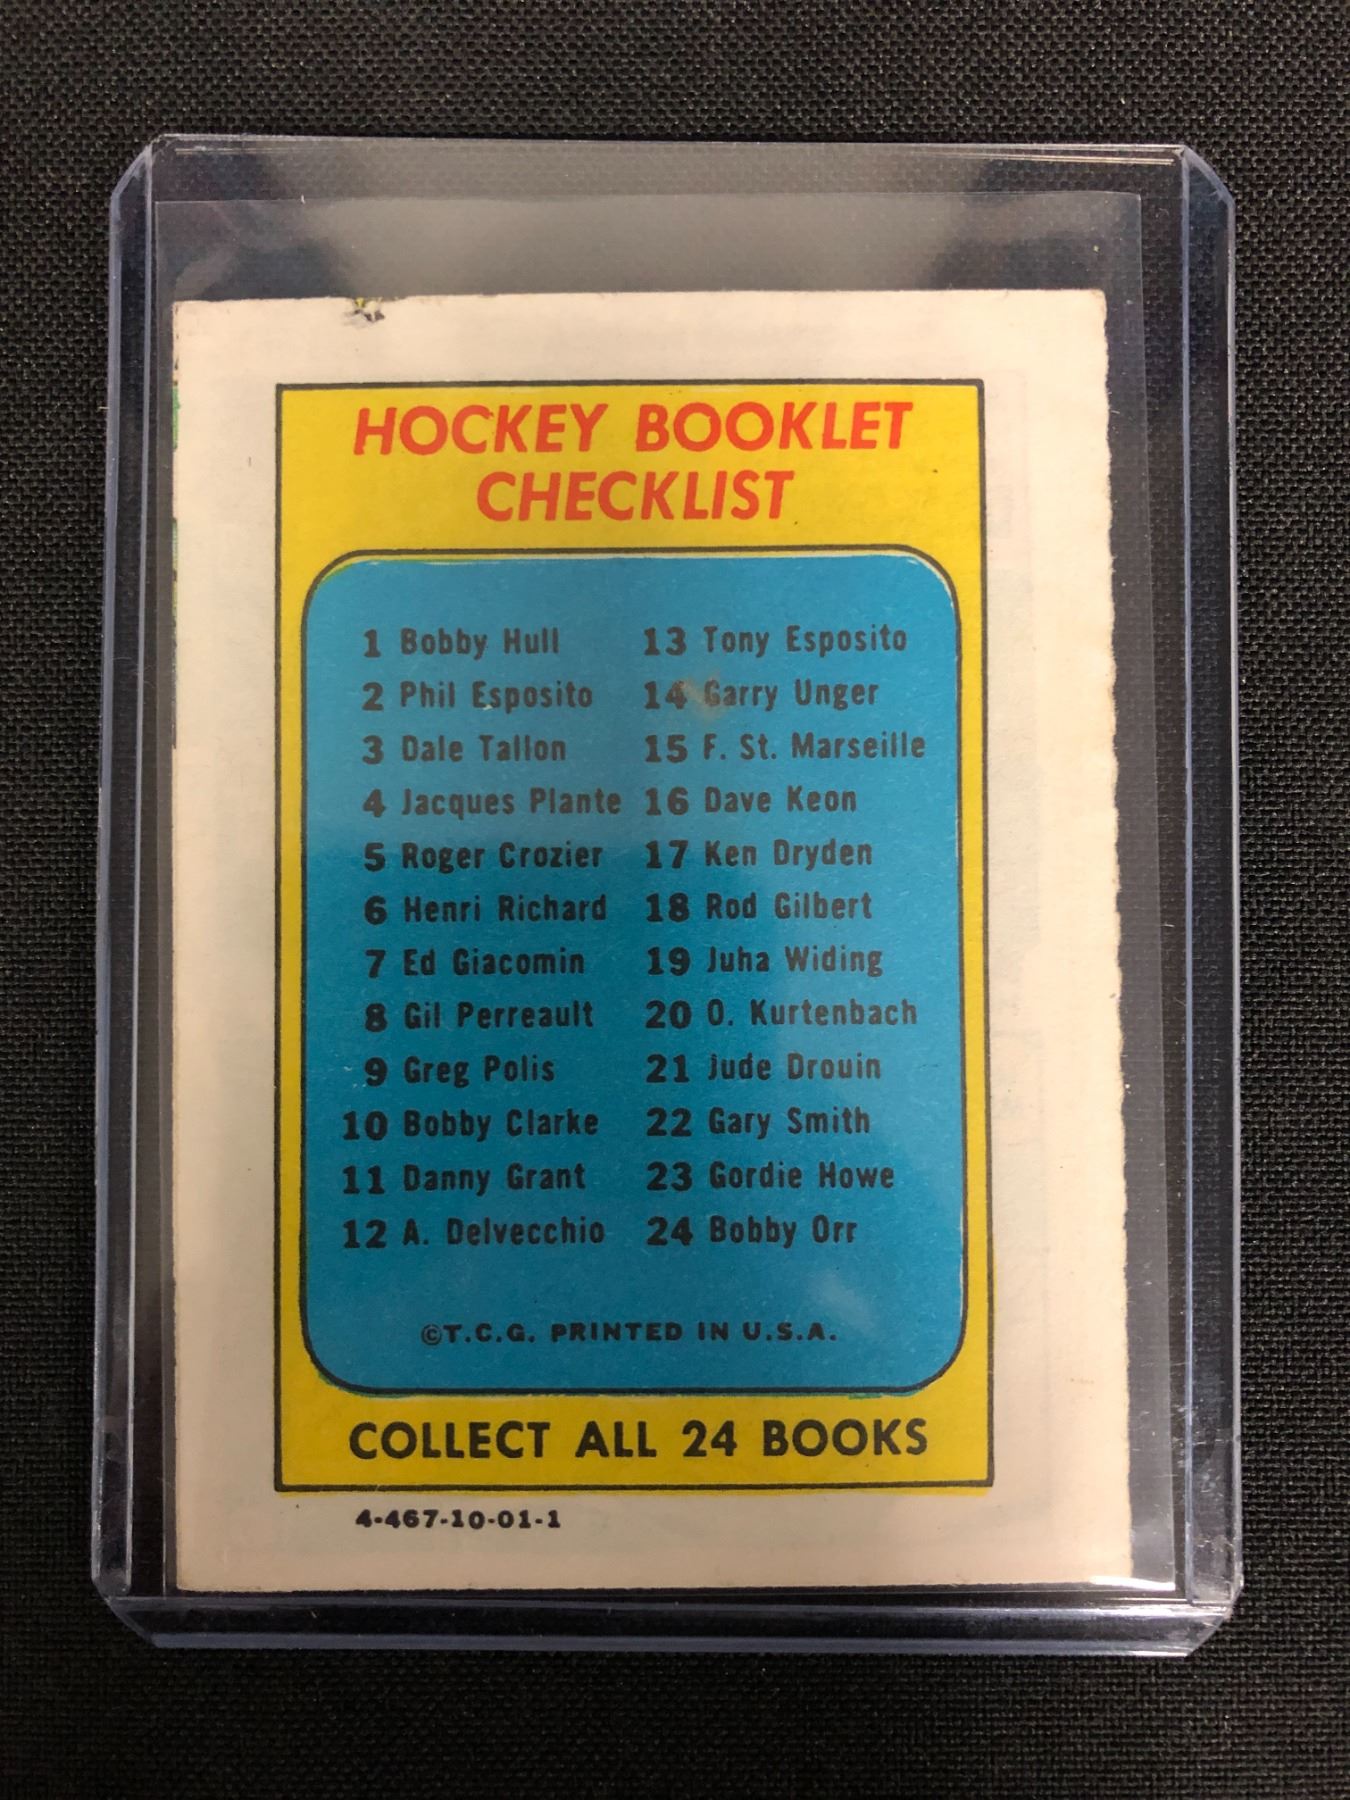 HOCKEY BOOKLET
CHECKLIST
1 Bobby Hull
2 Phil Esposito
3 Dale Tallon
4 Jacques Plante
5 Roger Crozier
6 Henri Richard
7 Ed Giacomin
8 Gil Perreault
9 Greg Polis
10 Bobby Clarke
11 Danny Grant
12 A. Delvecchio
13 Tony Esposito
14 Garry Unger
15 F. St. Marseille
16 Dave Keon
17 Ken Dryden
18 Rod Gilbert
19 Juha Widing
20 O. Kurtenbach
21 Jude Drouin
22 Gary Smith
23 Gordie Howe
24 Bobby Orr
©T.C.G. PRINTED IN U.S.A.
COLLECT ALL 24 BOOKS
4-467-10-01-1